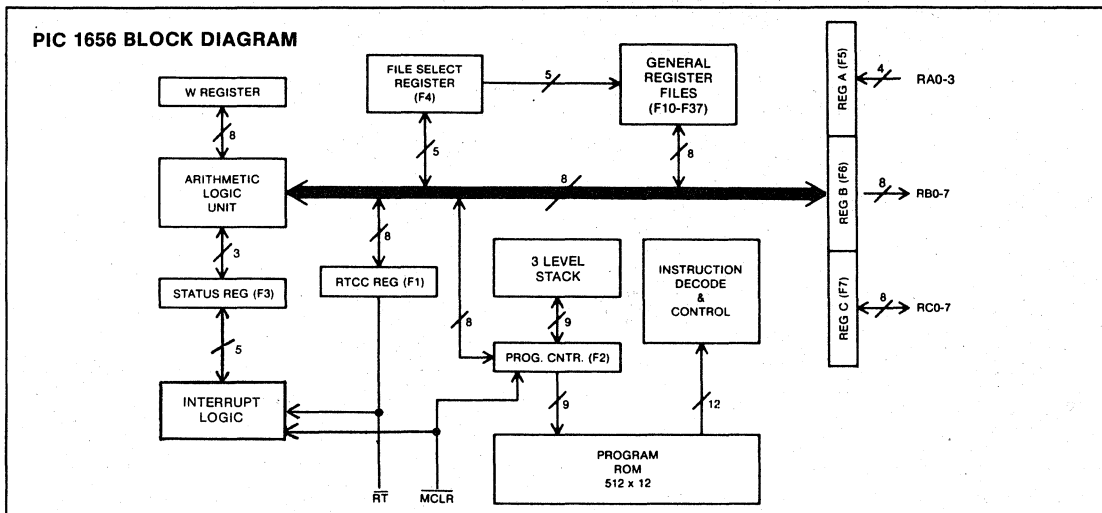 PIC 1656 BLOCK DIAGRAM
W REGISTER
8
ARITHMETIC
LOGIC
UNIT
3
STATUS REG (F3)
5
INTERRUPT
LOGIC
FILE SELECT
REGISTER
(F4)
5
5
GENERAL
REGISTER
FILES
(F10-F37)
8
8
8
RTCC REG (F1)
8
3 LEVEL
STACK
9
PROG. CNTR. (F2)
9
INSTRUCTION
DECODE
&
CONTROL
12
PROGRAM
ROM
512 x 12
RT
MCLR
REG A (F5)
4
RA0-3
REG B (F6)
8
RB0-7
REG C (F7)
8
RC0-7